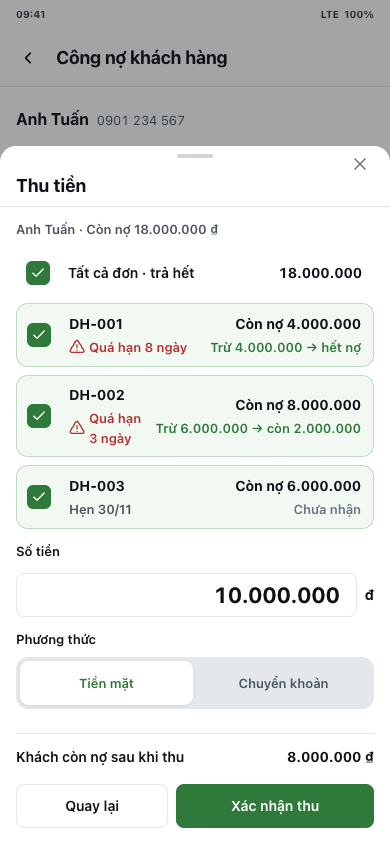 09:41 LTE 100%
Công nợ khách hàng
Anh Tuấn 0901 234 567
Thu tiền
Anh Tuấn · Còn nợ 18.000.000 ₫
Tất cả đơn · trả hết 18.000.000
DH-001 Còn nợ 4.000.000
Quá hạn 8 ngày Trừ 4.000.000 → hết nợ
DH-002 Còn nợ 8.000.000
Quá hạn
3 ngày Trừ 6.000.000 → còn 2.000.000
DH-003 Còn nợ 6.000.000
Hẹn 30/11 Chưa nhận
Số tiền
10.000.000 đ
Phương thức
Tiền mặt Chuyển khoản
Khách còn nợ sau khi thu 8.000.000 ₫
Quay lại Xác nhận thu